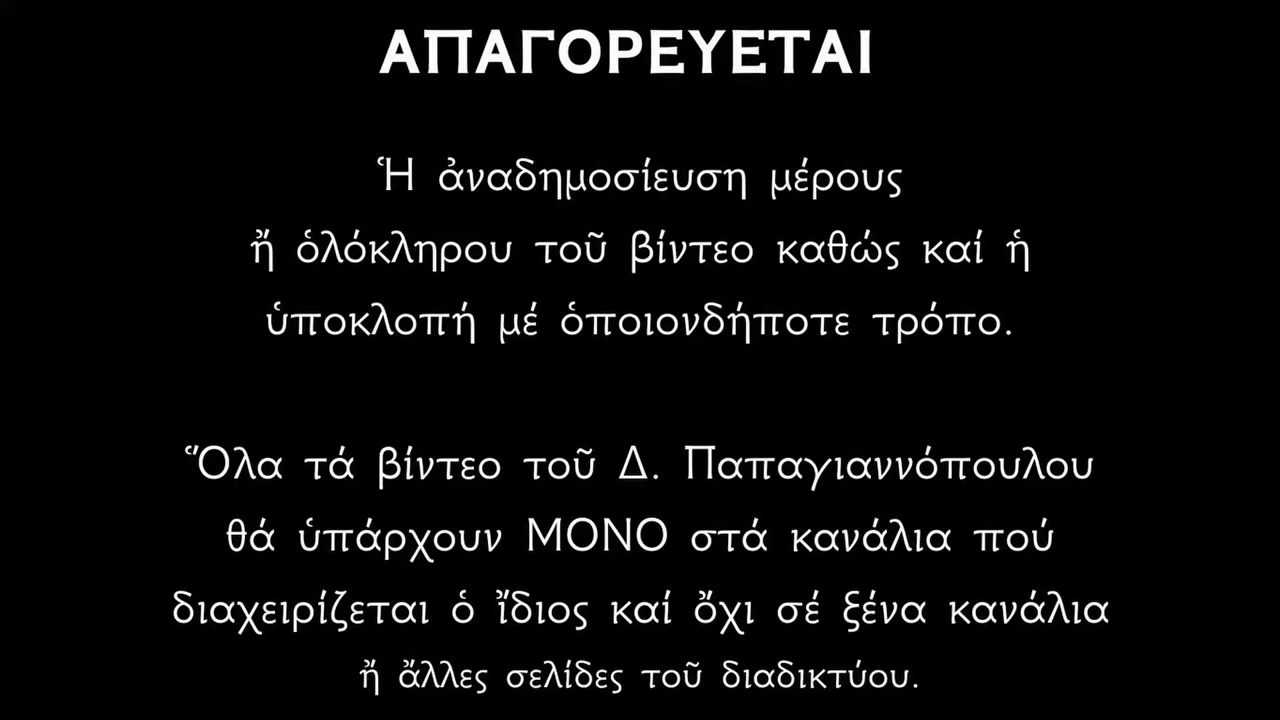 ΑΠΑΓΟΡΕΥΕΤΑΙ
Ἡ ἀναδημοσίευση μέρους
ἤ ὁλόκληρου τοῦ βίντεο καθώς καί ἡ
ὑποκλοπή μέ ὁποιονδήποτε τρόπο.
Ὅλα τά βίντεο τοῦ Δ. Παπαγιαννόπουλου
θά ὑπάρχουν ΜΟΝΟ στά κανάλια πού
διαχειρίζεται ὁ ἴδιος καί ὄχι σέ ξένα κανάλια
ἤ ἄλλες σελίδες τοῦ διαδικτύου.